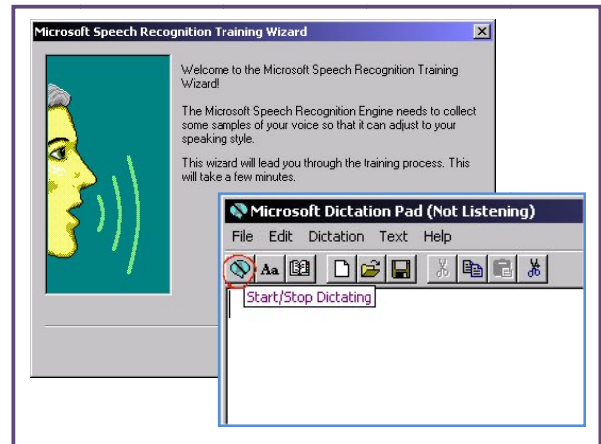 Microsoft Speech Recognition Training Wizard
Welcome to the Microsoft Speech Recognition Training
Wizard!
The Microsoft Speech Recognition Engine needs to collect
some samples of your voice so that it can adjust to your
speaking style.
This wizard will lead you through the training process. This
will take a few minutes.
Microsoft Dictation Pad (Not Listening)
File Edit Dictation Text Help
Aa
Start/Stop Dictating